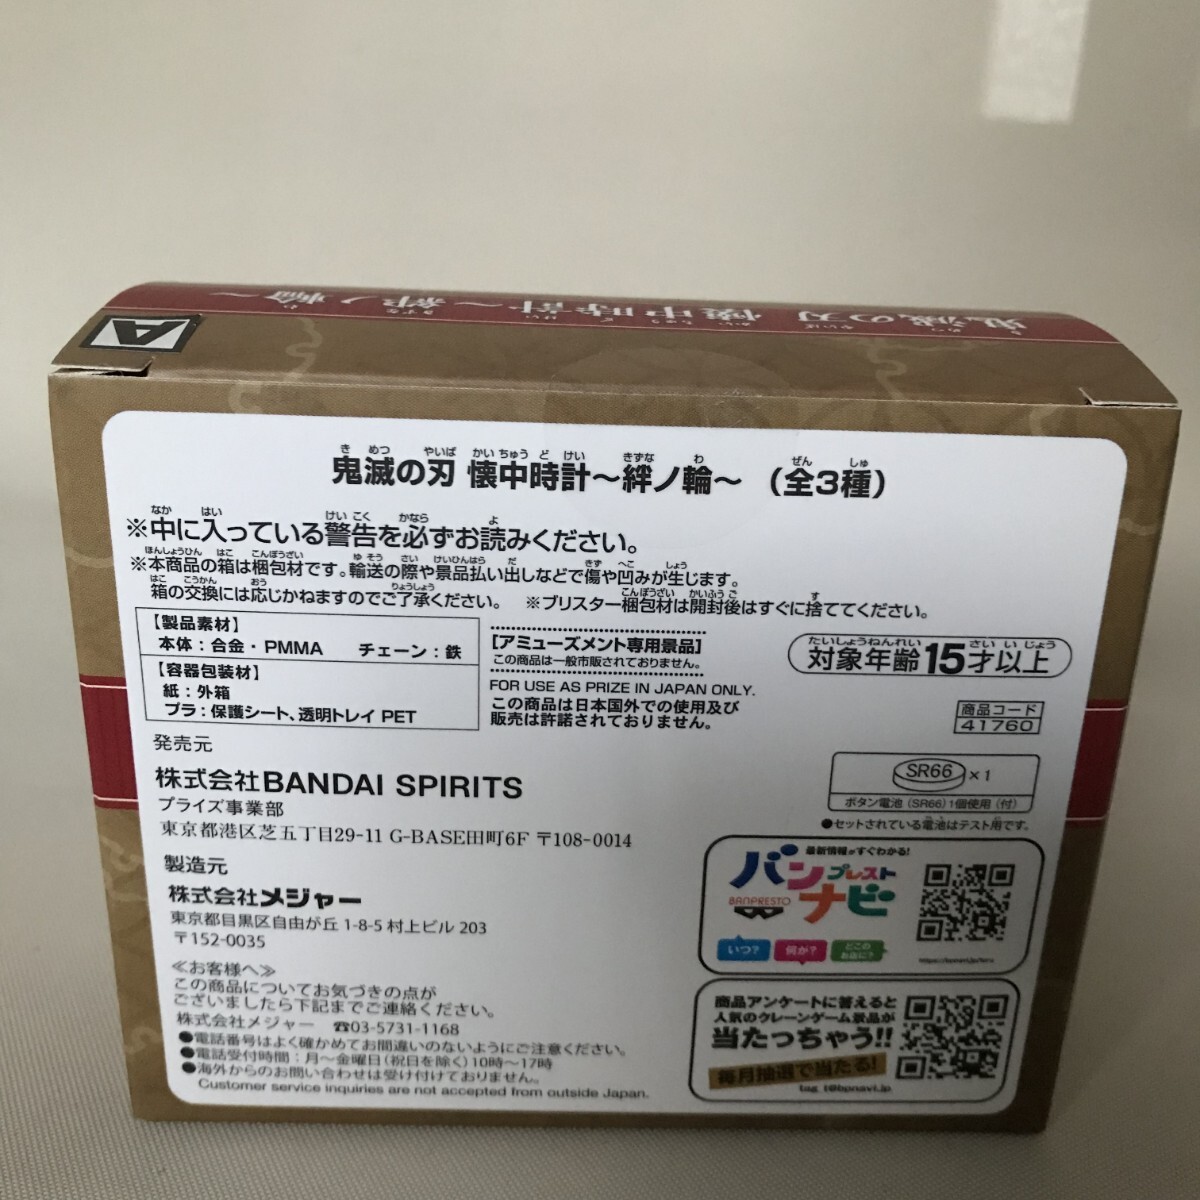 鬼滅の刃 懐中時計～絆ノ輪～
A
鬼滅の刃 懐中時計～絆ノ輪～ (全3種)
※中に入っている警告を必ずお読みください。
※本商品の箱は梱包材です。輸送の際や景品払い出しなどで傷や凹みが生じます。
箱の交換には応じかねますのでご了承ください。 ※ブリスター梱包材は開封後はすぐに捨ててください。
【製品素材】
本体：合金・PMMA チェーン：鉄
【容器包装材】
紙：外箱
プラ：保護シート、透明トレイ PET
[アミューズメント専用景品]
この商品は一般市販されておりません。
FOR USE AS PRIZE IN JAPAN ONLY.
この商品は日本国外での使用及び
販売は許諾されておりません。
対象年齢15才以上
商品コード
41760
発売元
株式会社BANDAI SPIRITS
プライズ事業部
東京都港区芝五丁目29-11 G-BASE田町6F 〒108-0014
製造元
株式会社メジャー
東京都目黒区自由が丘 1-8-5 村上ビル 203
〒152-0035
≪お客様へ≫
この商品についてお気づきの点が
ございましたら下記までご連絡ください。
株式会社メジャー ☎03-5731-1168
●電話番号はよく確かめてお間違いのないようにご注意ください。
●電話受付時間：月～金曜日(祝日を除く)10時～17時
●海外からのお問い合わせは受け付けておりません。
Customer service inquiries are not accepted from outside Japan.
SR66 ×1
ボタン電池 (SR66) 1個使用 (付)
●セットされている電池はテスト用です。
最新情報がすぐわかる!
バンプレスト
ナビ
BANPRESTO
いつ?
何が?
どこのお店に?
商品アンケートに答えると
人気のクレーンゲーム景品が
当たっちゃう!!
毎月抽選で当たる!
tag_t@bpnavi.jp